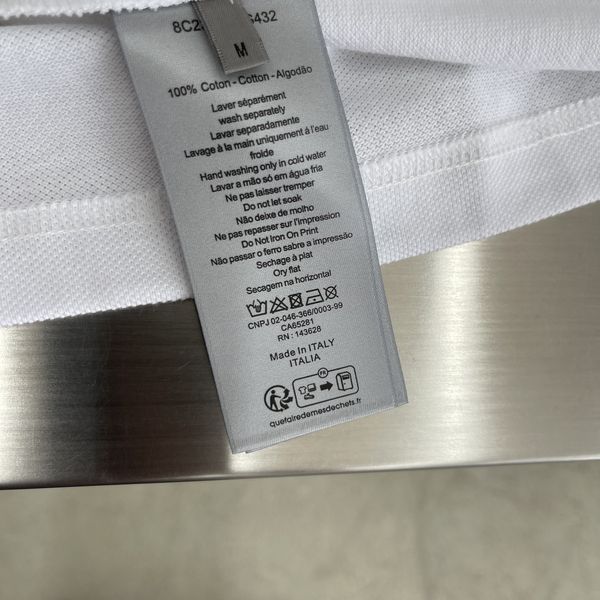 M
100% Coton - Cotton - Algodão
Laver séparément
wash separately
Lavar separadamente
Lavage à la main uniquement á l'eau
froide
Hand washing only in cold water
Lavar a mão só em água fria
Ne pas laisser tremper
Do not let soak
Não deixe de molho
Ne pas repasser sur l'impression
Do Not Iron On Print
Não passar o ferro sabre a impressão
Sechage à plat
Ory flat
Secagem na horizontal
CNPJ 02-046-366/0003-99
CA65281
RN : 143628
Made In ITALY
ITALIA
FR
quefairedemesdechets.fr